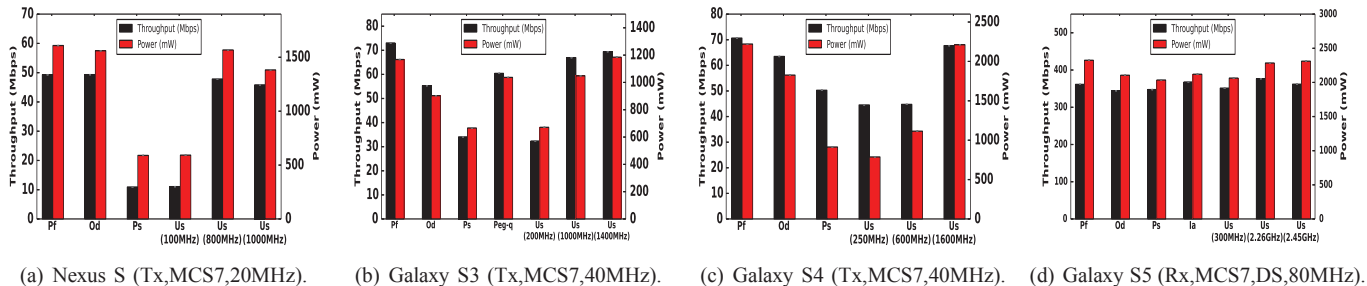 70
60
50
40
30
20
10
0
Throughput (Mbps)
Throughput (Mbps)
Power (mW)
1500
1000
500
0
Power (mW)
Pf Od Ps Us Us Us
(100MHz) (800MHz) (1000MHz)
(a) Nexus S (Tx,MCS7,20MHz).
80
70
60
50
40
30
20
10
0
Throughput (Mbps)
Throughput (Mbps)
Power (mW)
1400
1200
1000
800
600
400
200
0
Power (mW)
Pf Od Ps Peg-q Us Us Us
(200MHz) (1000MHz) (1400MHz)
(b) Galaxy S3 (Tx,MCS7,40MHz).
80
70
60
50
40
30
20
10
0
Throughput (Mbps)
Throughput (Mbps)
Power (mW)
2500
2000
1500
1000
500
0
Power (mW)
Pf Od Ps Us Us Us
(250MHz) (600MHz) (1600MHz)
(c) Galaxy S4 (Tx,MCS7,40MHz).
500
400
300
200
100
0
Throughput (Mbps)
Throughput (Mbps)
Power (mW)
3000
2500
2000
1500
1000
500
0
Power (mW)
Pf Od Ps Ia Us Us Us
(300MHz) (2.26GHz) (2.45GHz)
(d) Galaxy S5 (Rx,MCS7,DS,80MHz).